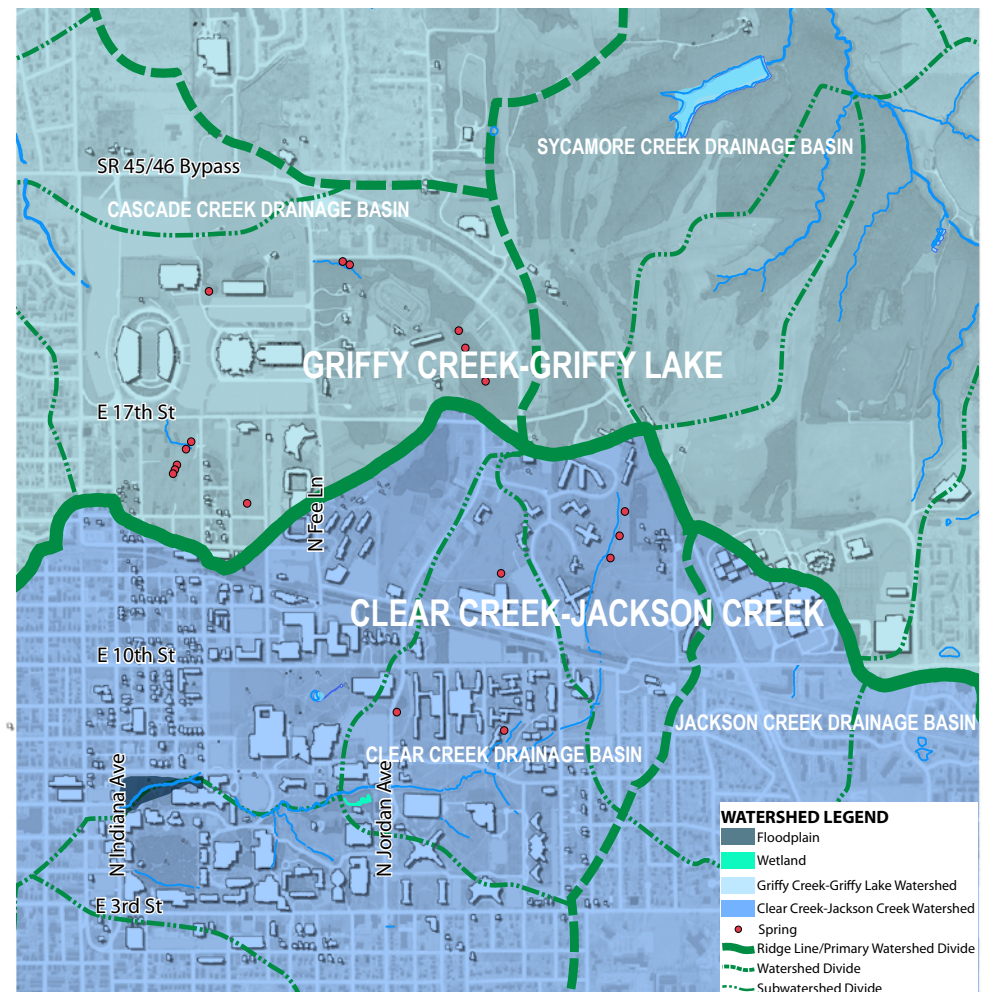 SYCAMORE CREEK DRAINAGE BASIN
SR 45/46 Bypass
CASCADE CREEK DRAINAGE BASIN
GRIFFY CREEK-GRIFFY LAKE
E 17th St
N Fee Ln
CLEAR CREEK-JACKSON CREEK
E 10th St
JACKSON CREEK DRAINAGE BASIN
CLEAR CREEK DRAINAGE BASIN
N Indiana Ave
N Jordan Ave
E 3rd St
WATERSHED LEGEND
Floodplain
Wetland
Griffy Creek-Griffy Lake Watershed
Clear Creek-Jackson Creek Watershed
Spring
Ridge Line/Primary Watershed Divide
Watershed Divide
Subwatershed Divide